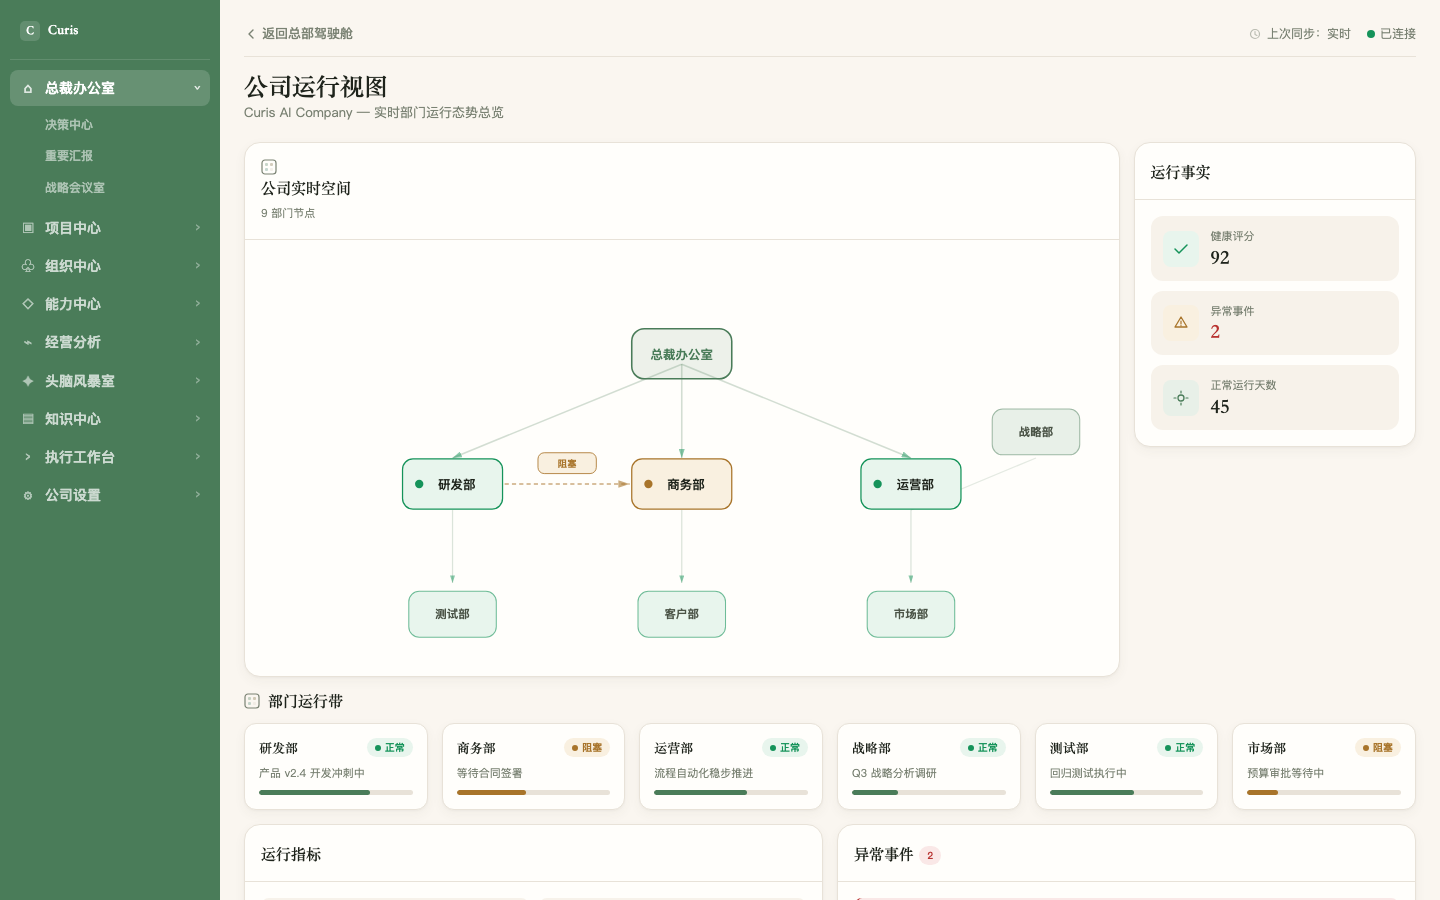 C Curis
总裁办公室
决策中心
重要汇报
战略会议室
项目中心
组织中心
能力中心
经营分析
头脑风暴室
知识中心
执行工作台
公司设置
返回总部驾驶舱
上次同步：实时
已连接
公司运行视图
Curis AI Company — 实时部门运行态势总览
公司实时空间
9 部门节点
总裁办公室
战略部
阻塞
研发部
商务部
运营部
测试部
客户部
市场部
运行事实
健康评分
92
异常事件
2
正常运行天数
45
部门运行带
研发部
正常
产品 v2.4 开发冲刺中
商务部
阻塞
等待合同签署
运营部
正常
流程自动化稳步推进
战略部
正常
Q3 战略分析调研
测试部
正常
回归测试执行中
市场部
阻塞
预算审批等待中
运行指标
异常事件 2